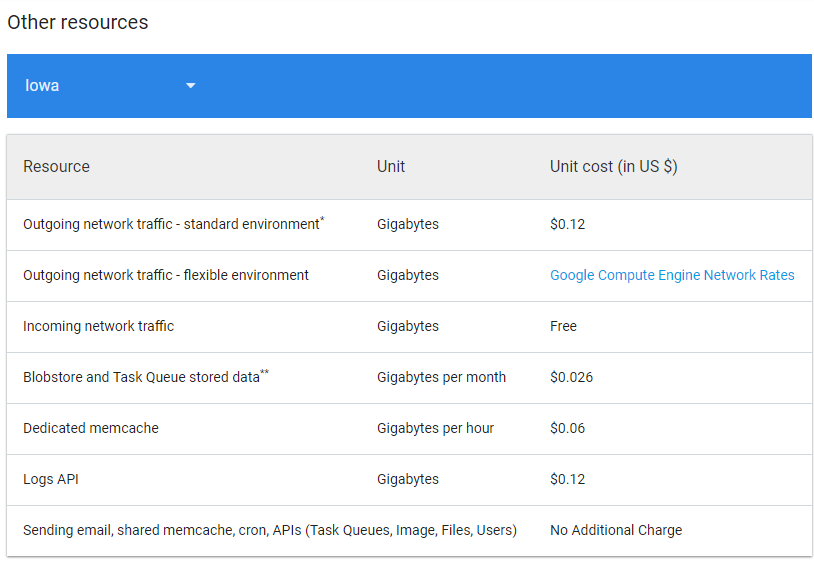 Other resources
Iowa
Resource Unit Unit cost (in US $)
Outgoing network traffic - standard environment* Gigabytes $0.12
Outgoing network traffic - flexible environment Gigabytes Google Compute Engine Network Rates
Incoming network traffic Gigabytes Free
Blobstore and Task Queue stored data** Gigabytes per month $0.026
Dedicated memcache Gigabytes per hour $0.06
Logs API Gigabytes $0.12
Sending email, shared memcache, cron, APIs (Task Queues, Image, Files, Users) No Additional Charge